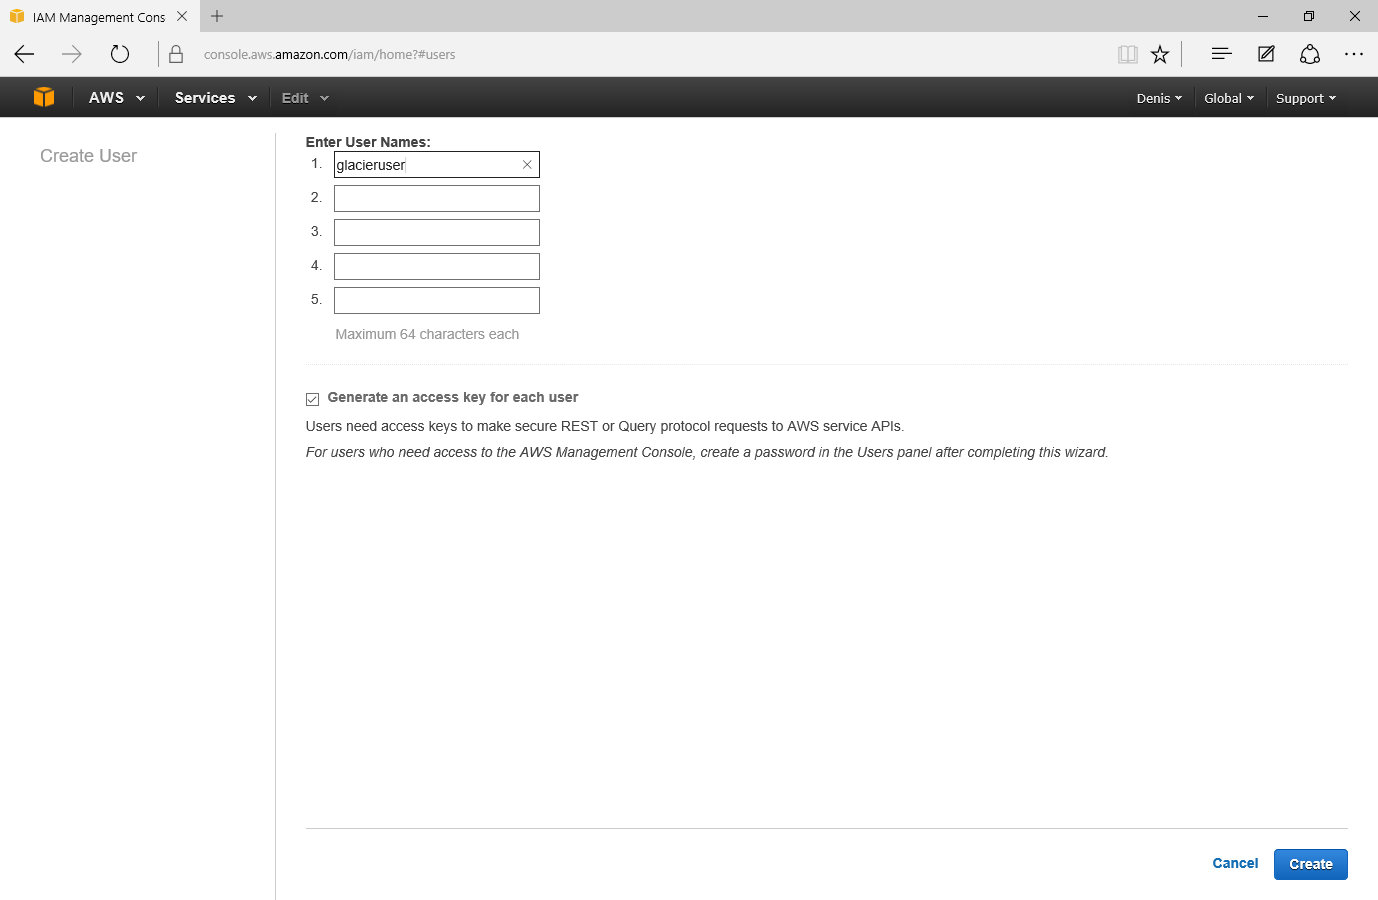 IAM Management Cons
console.aws.amazon.com/iam/home?#users
AWS Services Edit Denis Global Support
Create User
Enter User Names:
1. glacieruser
2.
3.
4.
5.
Maximum 64 characters each
Generate an access key for each user
Users need access keys to make secure REST or Query protocol requests to AWS service APIs.
For users who need access to the AWS Management Console, create a password in the Users panel after completing this wizard.
Cancel Create